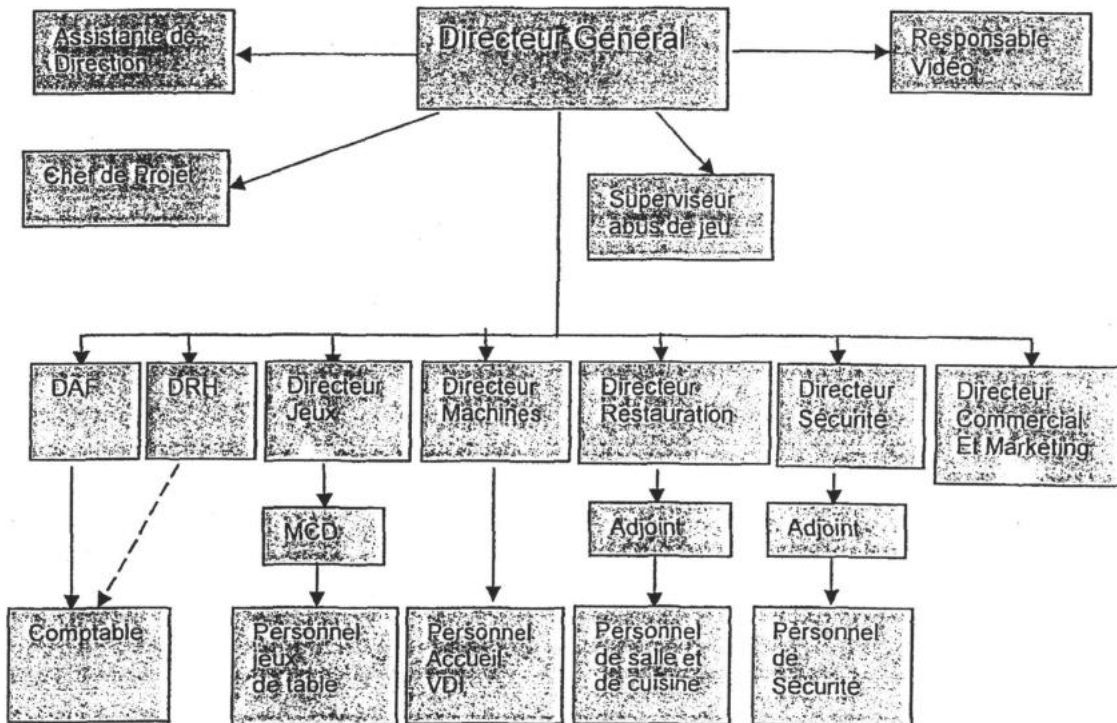 Assistante de
Direction
Directeur Général
Responsable
Vidéo
Chef de Projet
Superviseur
abus de jeu
DAF
DRH
Directeur
Jeux
Directeur
Machines
Directeur
Restauration
Directeur
Sécurité
Directeur
Commercial
Et Marketing
MCD
Adjoint
Adjoint
Comptable
Personnel
jeux
de table
Personnel
Accueil
VDI
Personnel
de salle et
de cuisine
Personnel
de
Sécurité